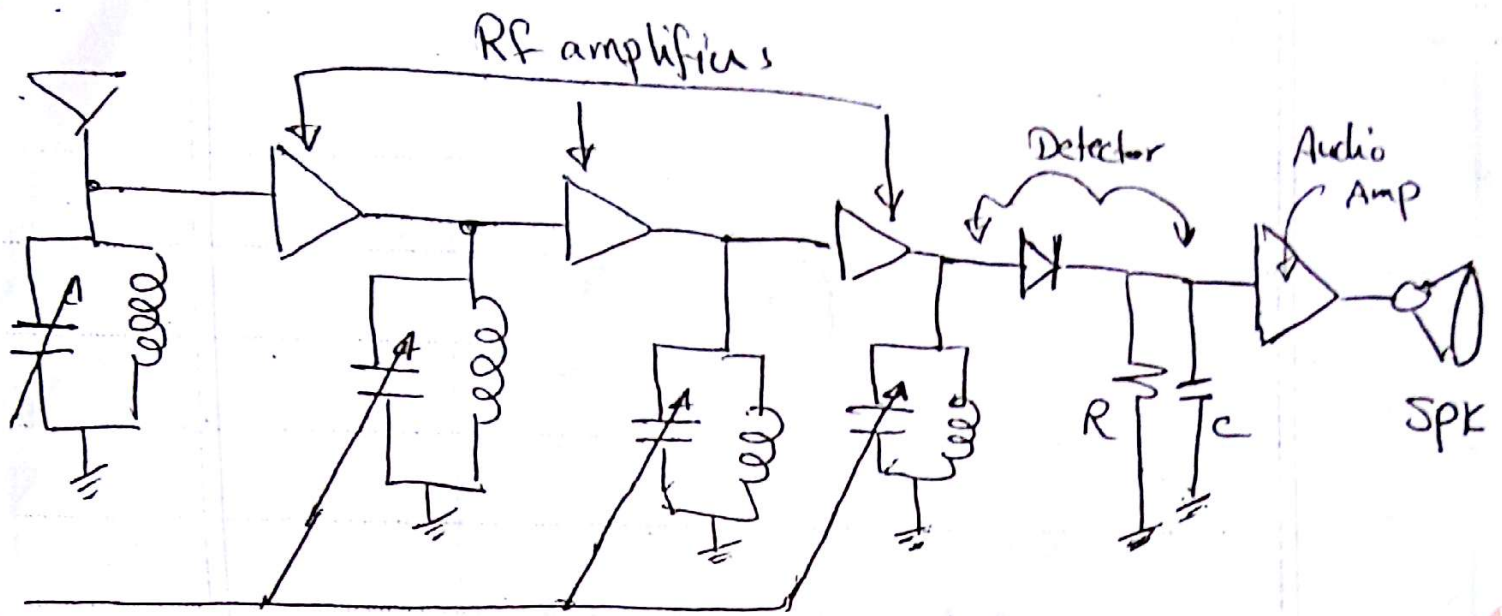 Rf amplifiers
Detector
Audio
Amp
R
C
SPK